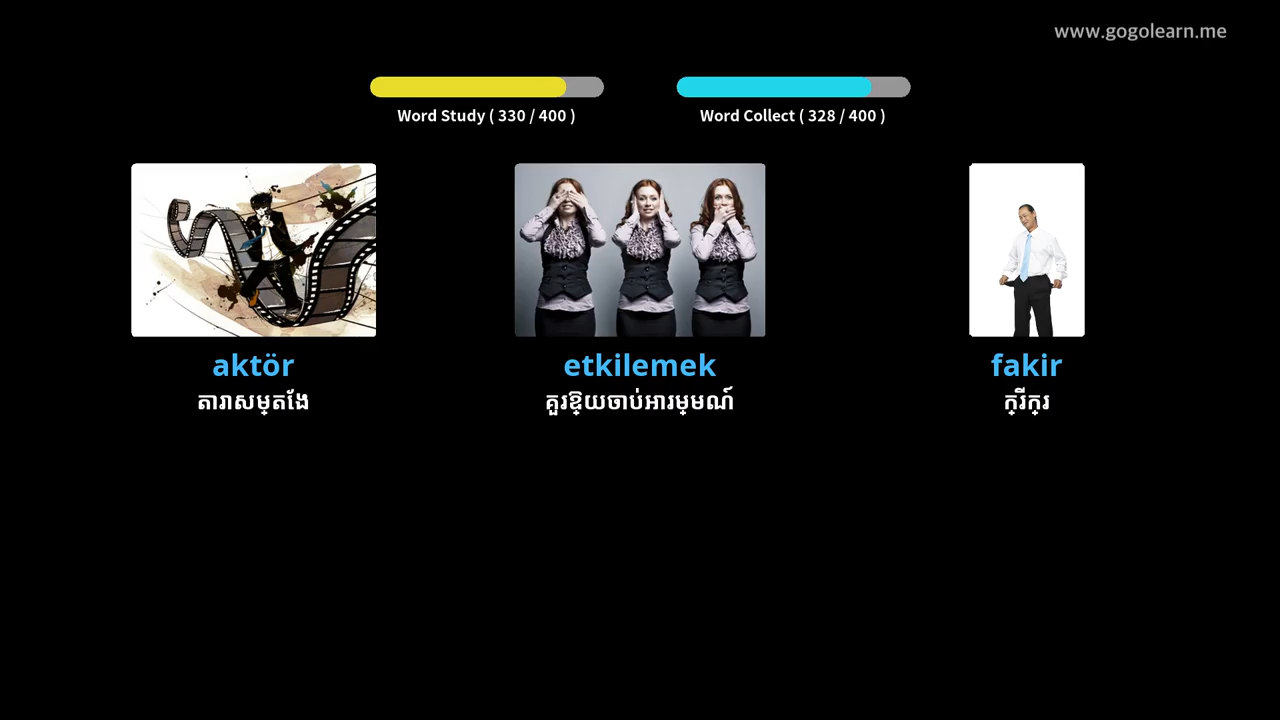 www.gogolearn.me
Word Study ( 330 / 400 )
Word Collect ( 328 / 400 )
aktör
តារាសម្តែង
etkilemek
គួរឱ្យចាប់អារម្មណ៍
fakir
ក្រីក្រ